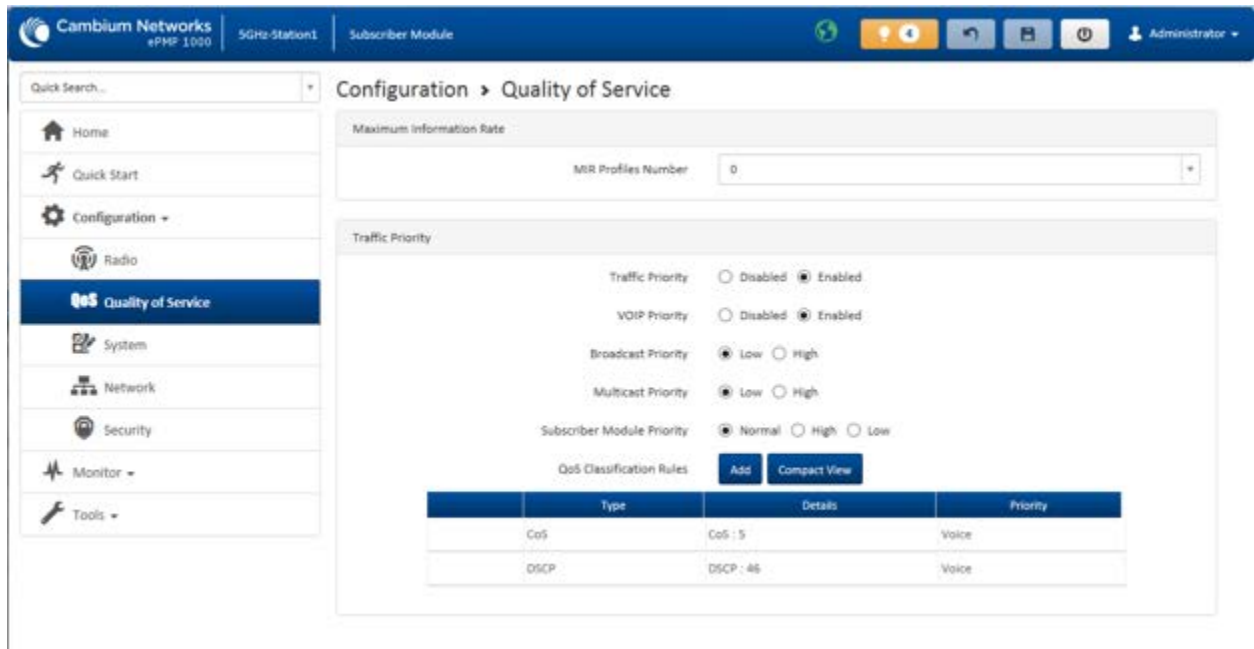 Cambium Networks
ePMP 1000
5GHz-Station1
Subscriber Module
4
Administrator
Quick Search...
Configuration > Quality of Service
Home
Quick Start
Configuration
Radio
QoS Quality of Service
System
Network
Security
Monitor
Tools
Maximum Information Rate
MIR Profiles Number 0
Traffic Priority
Traffic Priority Disabled Enabled
VOIP Priority Disabled Enabled
Broadcast Priority Low High
Multicast Priority Low High
Subscriber Module Priority Normal High Low
QoS Classification Rules Add Compact View
Type Details Priority
CoS CoS : 5 Voice
DSCP DSCP : 46 Voice